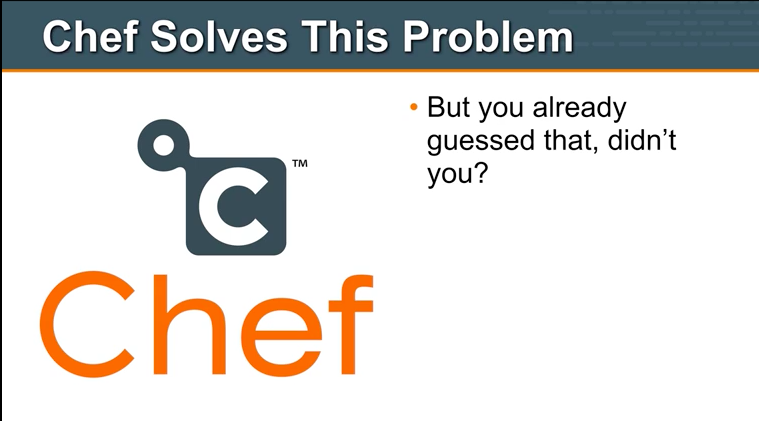 Chef Solves This Problem
• But you already
guessed that, didn’t
you?
C ™
Chef